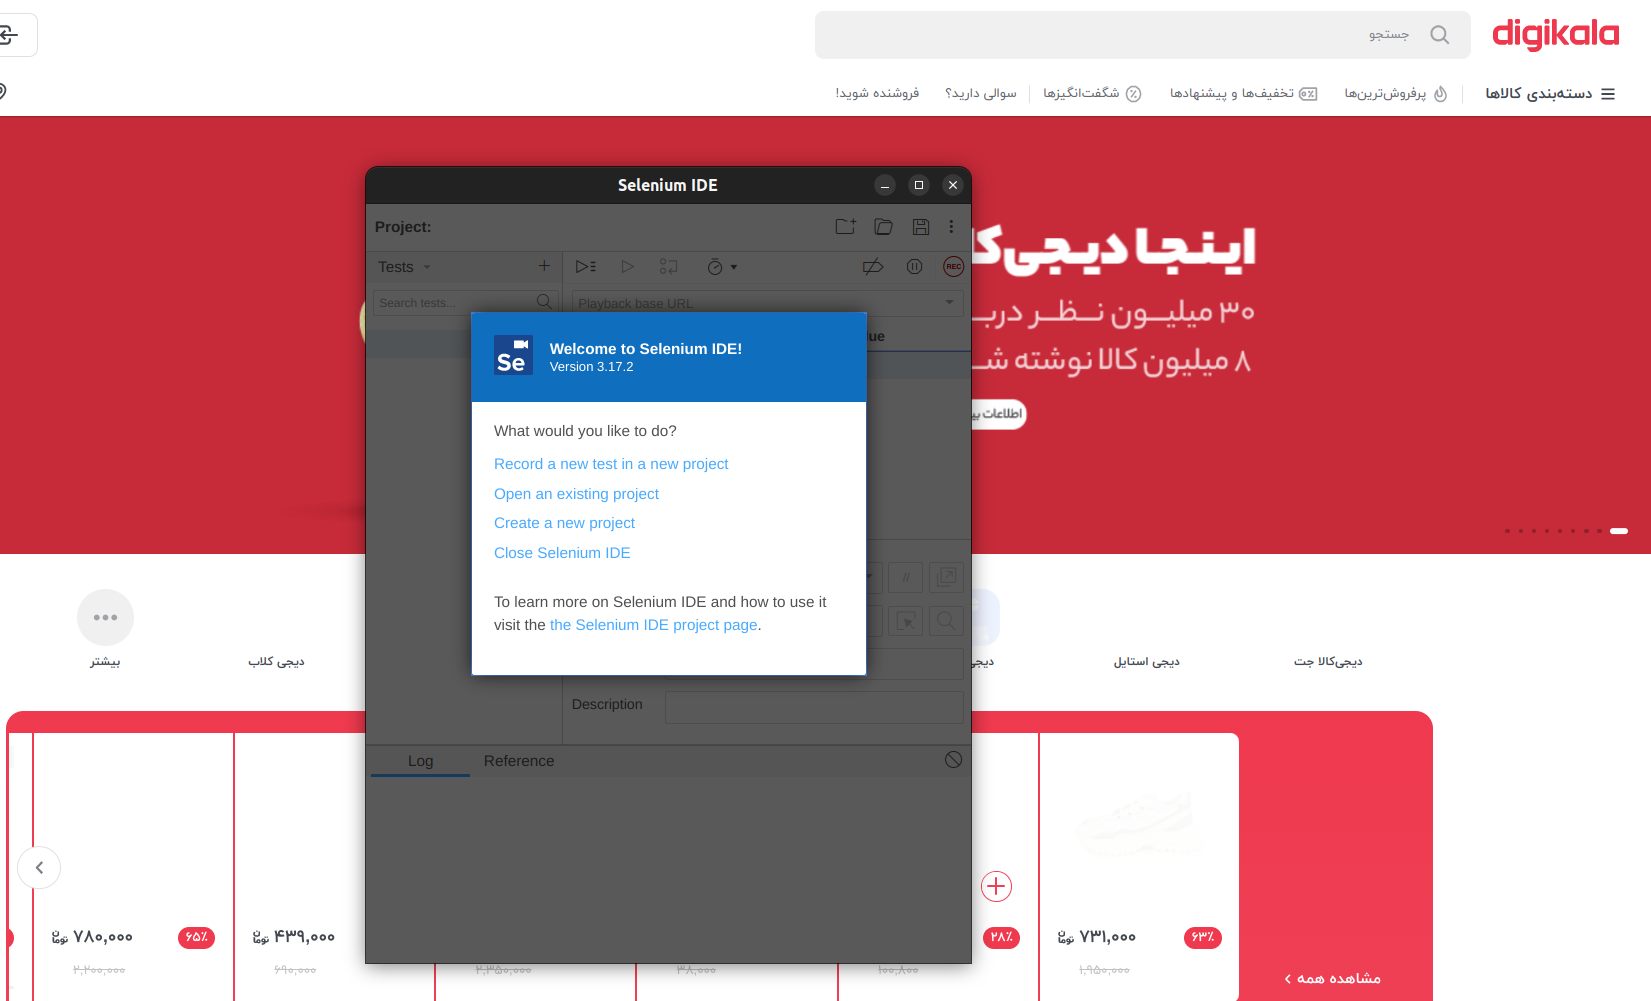 digikala
جستجو
دسته‌بندی کالاها
پرفروش‌ترین‌ها
تخفیف‌ها و پیشنهادها
شگفت‌انگیزها
سوالی دارید؟
فروشنده شوید!
اینجا دیجی‌کا
۳۰ میلیون نظر دربـ
۸ میلیون کالا نوشته شـ
اطلاعات بیـ
Selenium IDE
Project:
Tests
REC
Search tests...
Playback base URL
lue
Se
Welcome to Selenium IDE!
Version 3.17.2
What would you like to do?
Record a new test in a new project
Open an existing project
Create a new project
Close Selenium IDE
To learn more on Selenium IDE and how to use it
visit the the Selenium IDE project page.
//
Description
Log
Reference
دیجی‌کالا جت
دیجی استایل
دیجی
دیجی کلاب
بیشتر
مشاهده همه
۶۳٪
۷۳۱,۰۰۰ تومان
۱,۹۵۰,۰۰۰
۲۸٪
۱۰۰,۸۰۰
۳۸,۰۰۰
۲,۳۵۰,۰۰۰
۴۳۹,۰۰۰ تومان
۶۹۰,۰۰۰
۶۵٪
۷۸۰,۰۰۰ تومان
۲,۲۰۰,۰۰۰